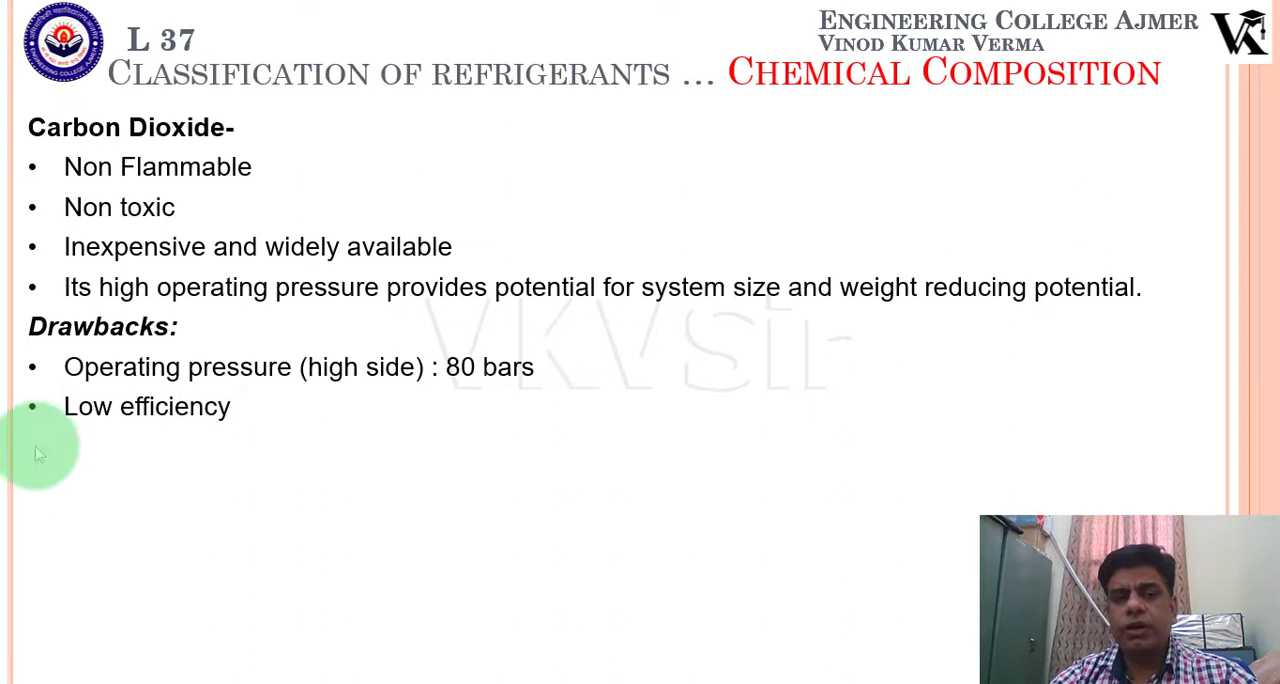 L 37
ENGINEERING COLLEGE AJMER
VINOD KUMAR VERMA
CLASSIFICATION OF REFRIGERANTS ... CHEMICAL COMPOSITION
Carbon Dioxide-
• Non Flammable
• Non toxic
• Inexpensive and widely available
• Its high operating pressure provides potential for system size and weight reducing potential.
Drawbacks:
• Operating pressure (high side) : 80 bars
• Low efficiency
VKVSir